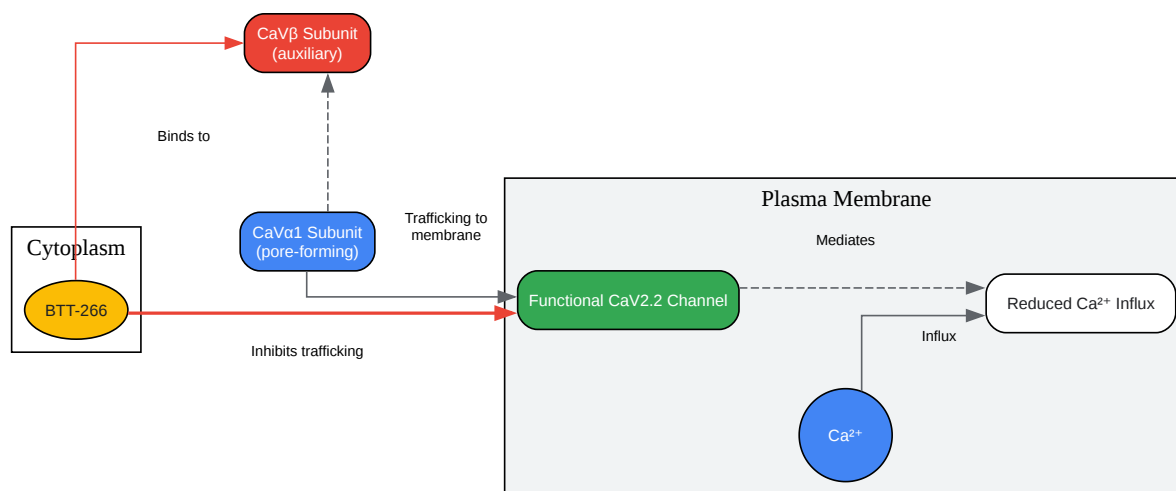 CaVβ Subunit
(auxiliary)
Binds to
Cytoplasm
BTT-266
CaVα1 Subunit
(pore-forming)
Trafficking to
membrane
Inhibits trafficking
Plasma Membrane
Mediates
Functional CaV2.2 Channel
Reduced Ca²⁺ Influx
Influx
Ca²⁺